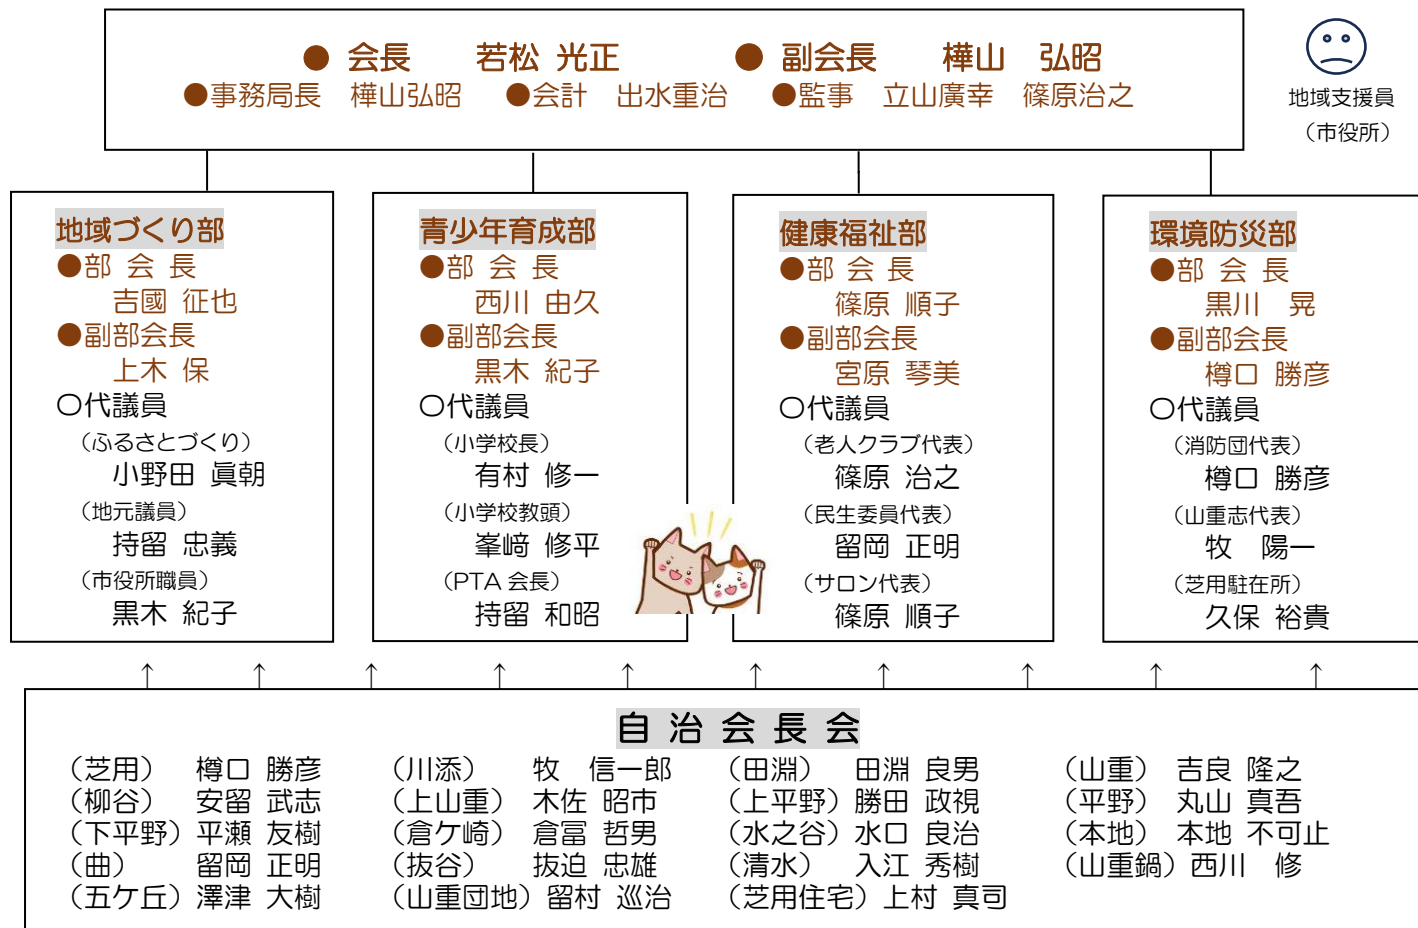 ● 会長 若松 光正 ● 副会長 樺山 弘昭
●事務局長 樺山弘昭 ●会計 出水重治 ●監事 立山廣幸 篠原治之
地域支援員
（市役所）
地域づくり部
●部 会 長
吉國 征也
●副部会長
上木 保
〇代議員
（ふるさとづくり）
小野田 眞朝
（地元議員）
持留 忠義
（市役所職員）
黒木 紀子
青少年育成部
●部 会 長
西川 由久
●副部会長
黒木 紀子
〇代議員
（小学校長）
有村 修一
（小学校教頭）
峯﨑 修平
（PTA 会長）
持留 和昭
健康福祉部
●部 会 長
篠原 順子
●副部会長
宮原 琴美
〇代議員
（老人クラブ代表）
篠原 治之
（民生委員代表）
留岡 正明
（サロン代表）
篠原 順子
環境防災部
●部 会 長
黒川 晃
●副部会長
樽口 勝彦
〇代議員
（消防団代表）
樽口 勝彦
（山重志代表）
牧 陽一
（芝用駐在所）
久保 裕貴
自 治 会 長 会
（芝用） 樽口 勝彦 （川添） 牧 信一郎 （田淵） 田淵 良男 （山重） 吉良 隆之
（柳谷） 安留 武志 （上山重） 木佐 昭市 （上平野） 勝田 政視 （平野） 丸山 真吾
（下平野） 平瀬 友樹 （倉ケ崎） 倉冨 哲男 （水之谷） 水口 良治 （本地） 本地 不可止
（曲） 留岡 正明 （抜谷） 抜迫 忠雄 （清水） 入江 秀樹 （山重鍋） 西川 修
（五ケ丘） 澤津 大樹 （山重団地） 留村 巡治 （芝用住宅） 上村 真司